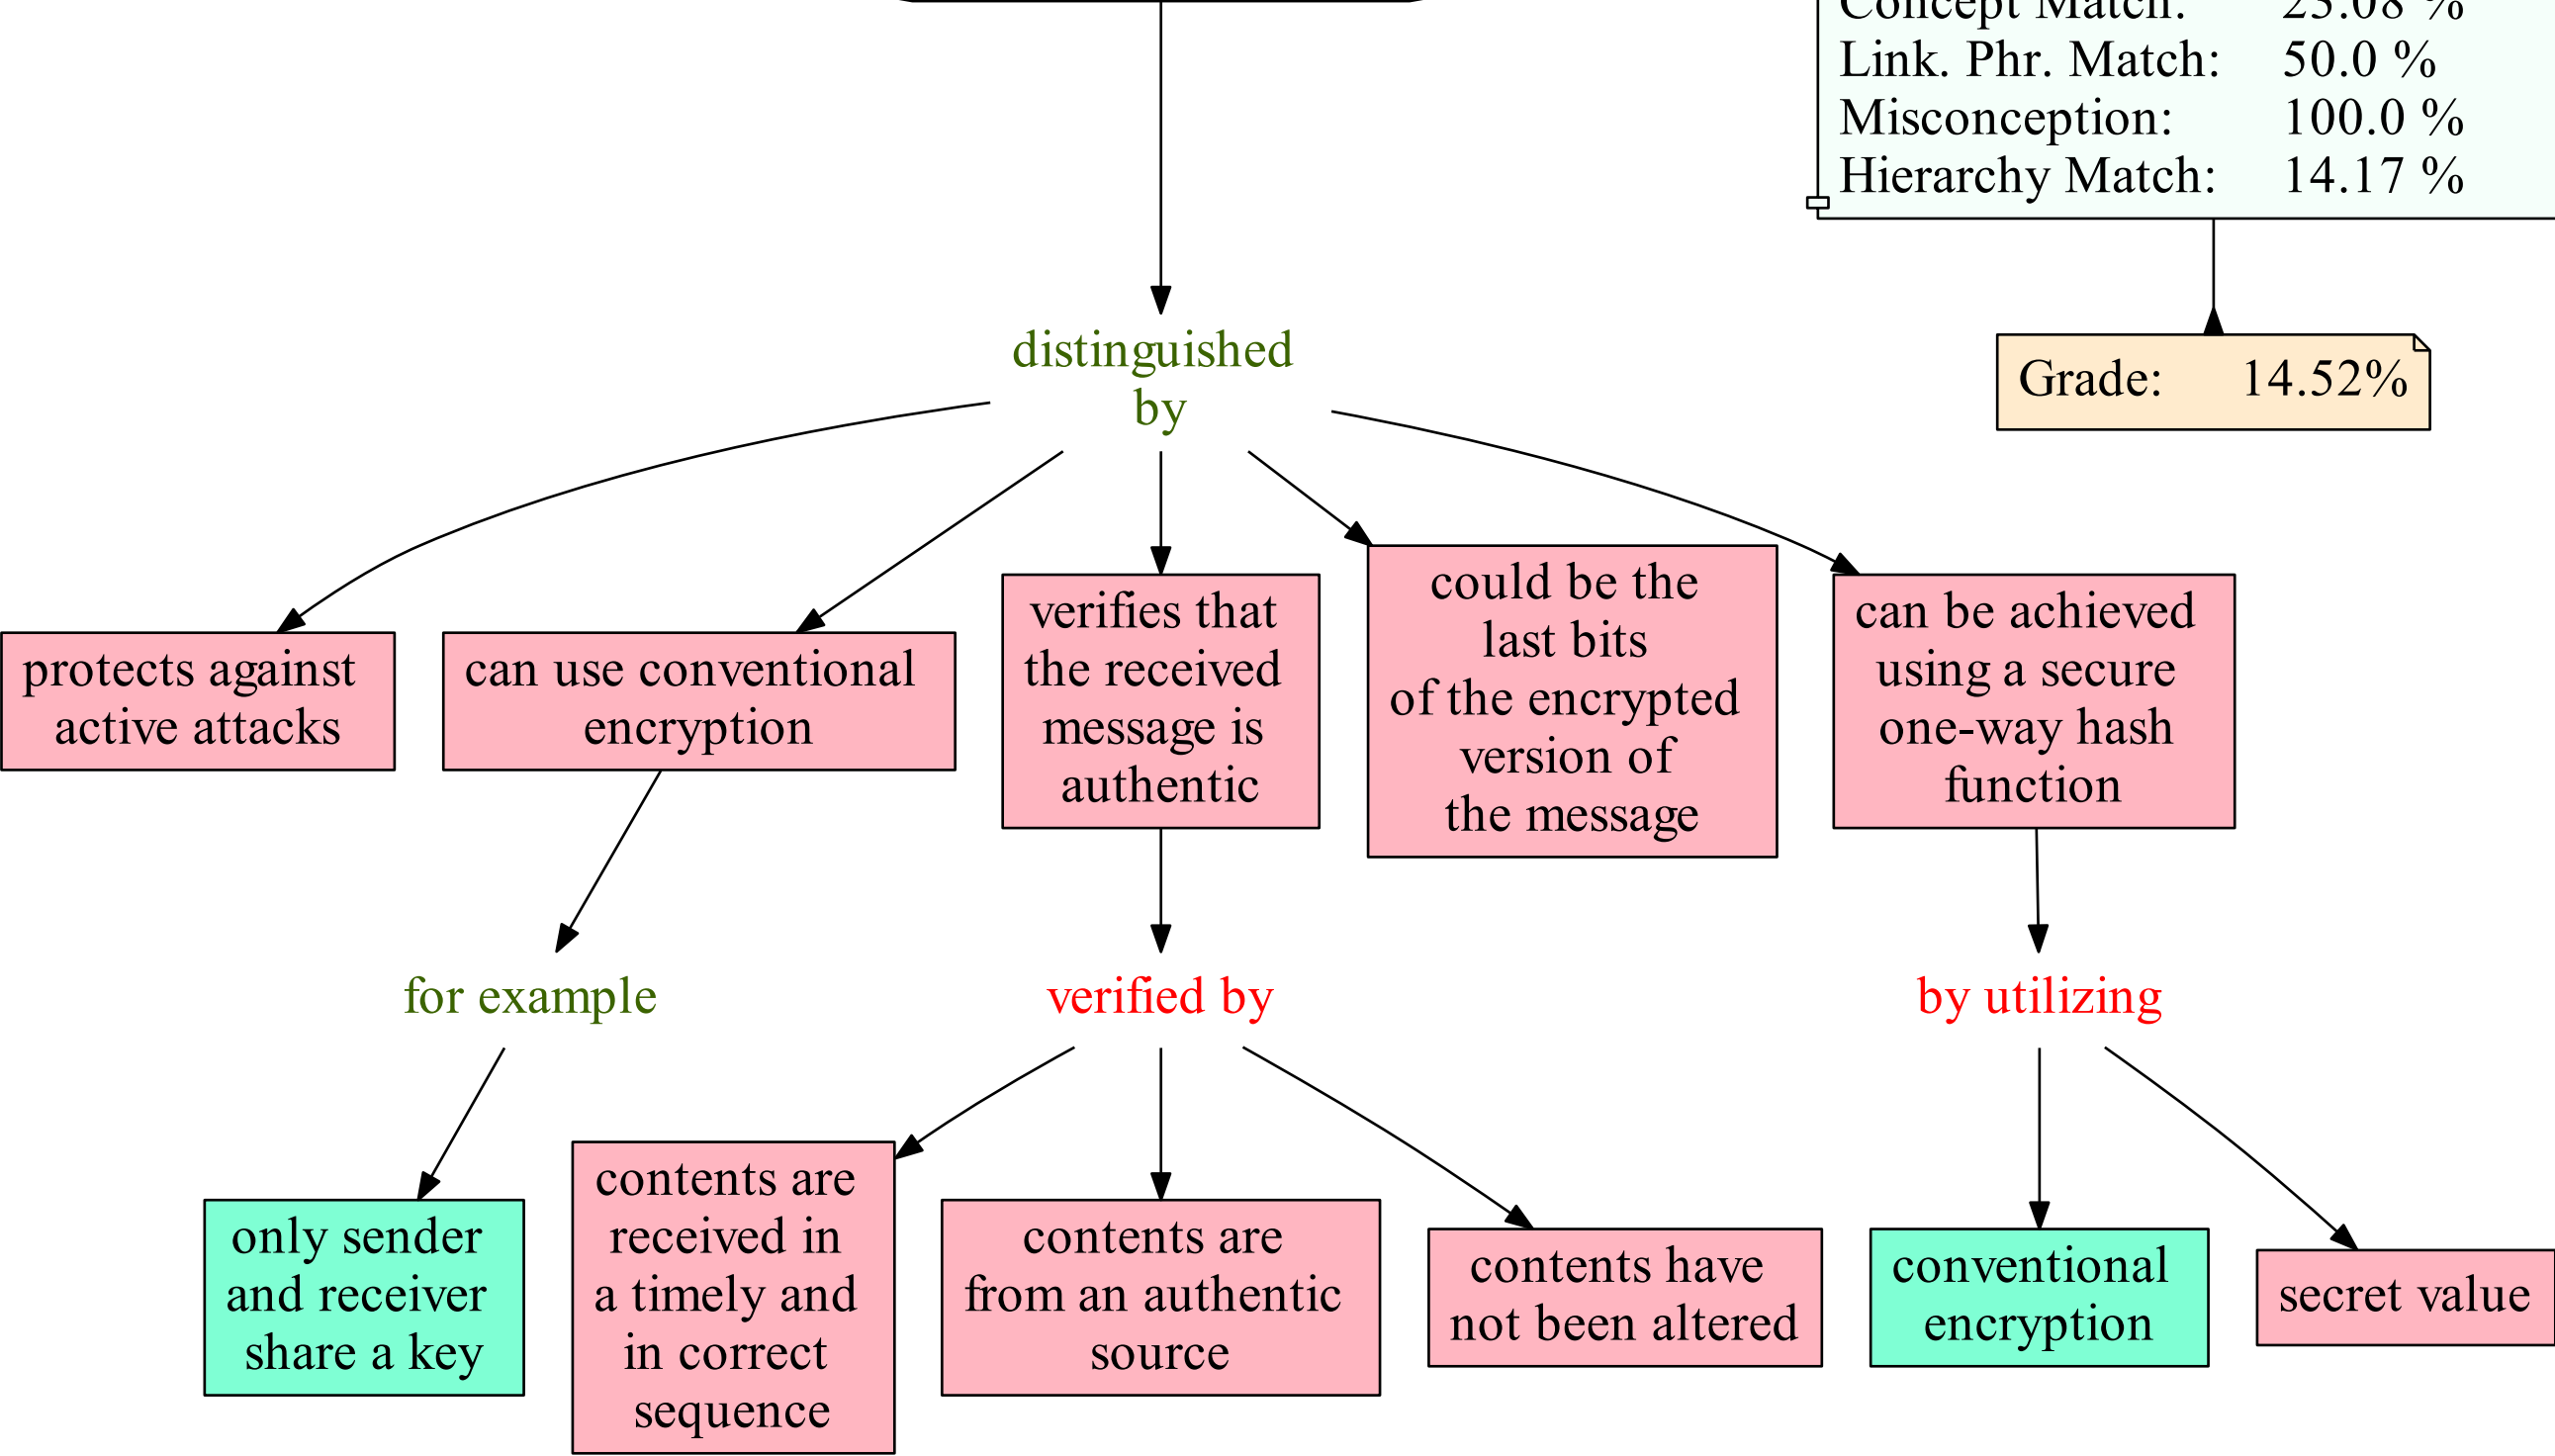 Concept Match: 23.08 %
Link. Phr. Match: 50.0 %
Misconception: 100.0 %
Hierarchy Match: 14.17 %
Grade: 14.52%
distinguished
by
protects against
active attacks
can use conventional
encryption
verifies that
the received
message is
authentic
could be the
last bits
of the encrypted
version of
the message
can be achieved
using a secure
one-way hash
function
for example
verified by
by utilizing
only sender
and receiver
share a key
contents are
received in
a timely and
in correct
sequence
contents are
from an authentic
source
contents have
not been altered
conventional
encryption
secret value